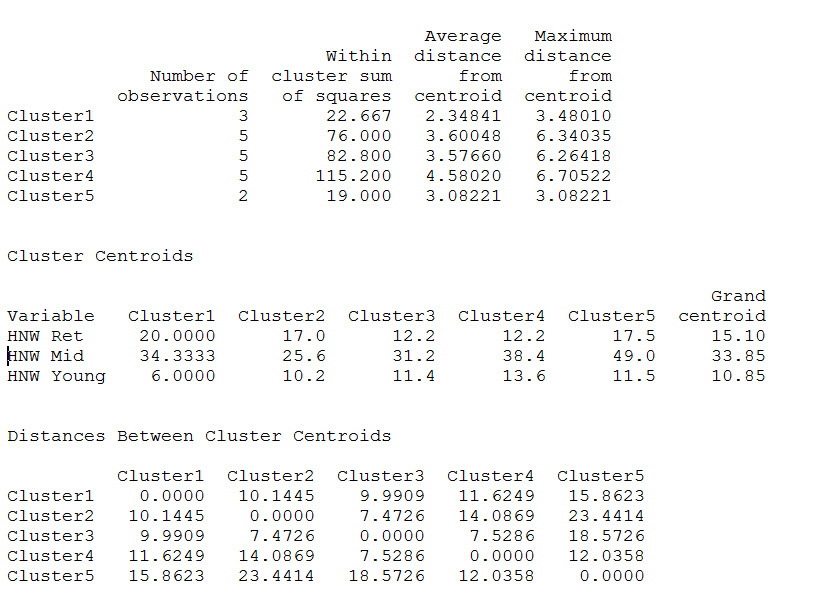 Average Maximum
Within distance distance
Number of cluster sum from from
observations of squares centroid centroid
Cluster1 3 22.667 2.34841 3.48010
Cluster2 5 76.000 3.60048 6.34035
Cluster3 5 82.800 3.57660 6.26418
Cluster4 5 115.200 4.58020 6.70522
Cluster5 2 19.000 3.08221 3.08221
Cluster Centroids
Grand
Variable Cluster1 Cluster2 Cluster3 Cluster4 Cluster5 centroid
HNW Ret 20.0000 17.0 12.2 12.2 17.5 15.10
HNW Mid 34.3333 25.6 31.2 38.4 49.0 33.85
HNW Young 6.0000 10.2 11.4 13.6 11.5 10.85
Distances Between Cluster Centroids
Cluster1 Cluster2 Cluster3 Cluster4 Cluster5
Cluster1 0.0000 10.1445 9.9909 11.6249 15.8623
Cluster2 10.1445 0.0000 7.4726 14.0869 23.4414
Cluster3 9.9909 7.4726 0.0000 7.5286 18.5726
Cluster4 11.6249 14.0869 7.5286 0.0000 12.0358
Cluster5 15.8623 23.4414 18.5726 12.0358 0.0000